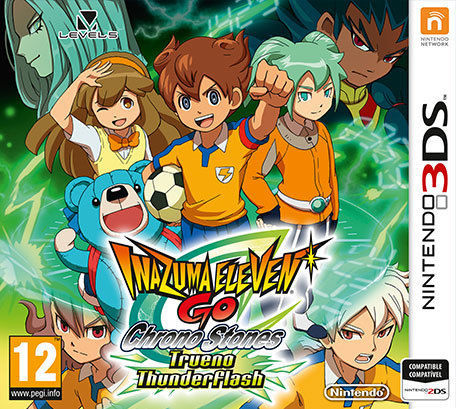 LEVEL5
NINTENDO
NETWORK
NINTENDO 3DS
INAZUMA ELEVEN
GO
Chrono Stones
Trueno
Thunderflash
12
www.pegi.info
Nintendo
COMPATIBLE
COMPATÍVEL
NINTENDO 2DS